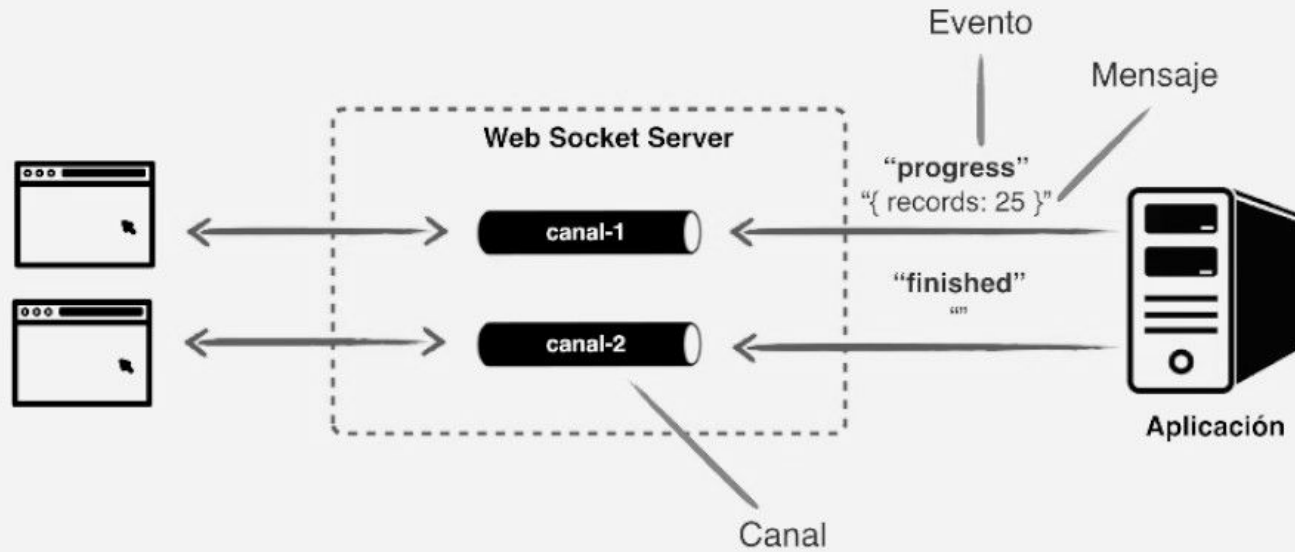 Evento
Mensaje
Web Socket Server
“progress”
“{ records: 25 }”
canal-1
“finished”
“”
canal-2
Aplicación
Canal